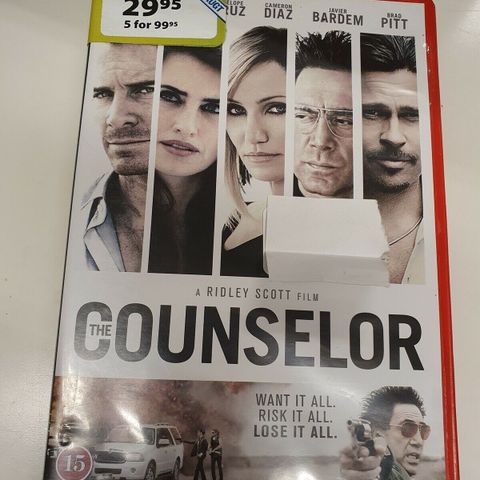 29⁹⁵
5 for 99⁹⁵
CAMERON DIAZ
JAVIER BARDEM
BRAD PITT
A RIDLEY SCOTT FILM
THE COUNSELOR
WANT IT ALL.
RISK IT ALL.
LOSE IT ALL.
15